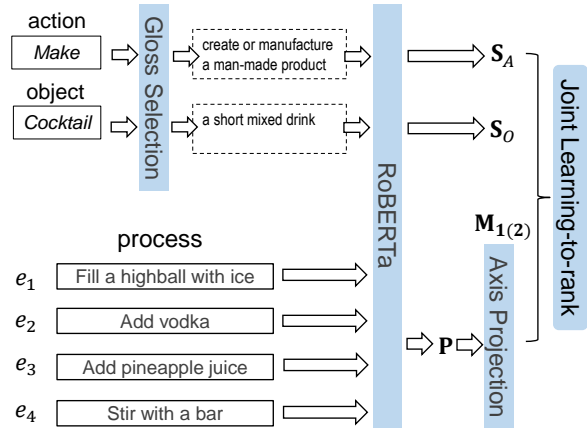 action
Make
Gloss Selection
create or manufacture
a man-made product
S_A
object
Cocktail
a short mixed drink
S_O
RoBERTa
Joint Learning-to-rank
process
M_1(2)
e_1
Fill a highball with ice
e_2
Add vodka
P
Axis Projection
e_3
Add pineapple juice
e_4
Stir with a bar